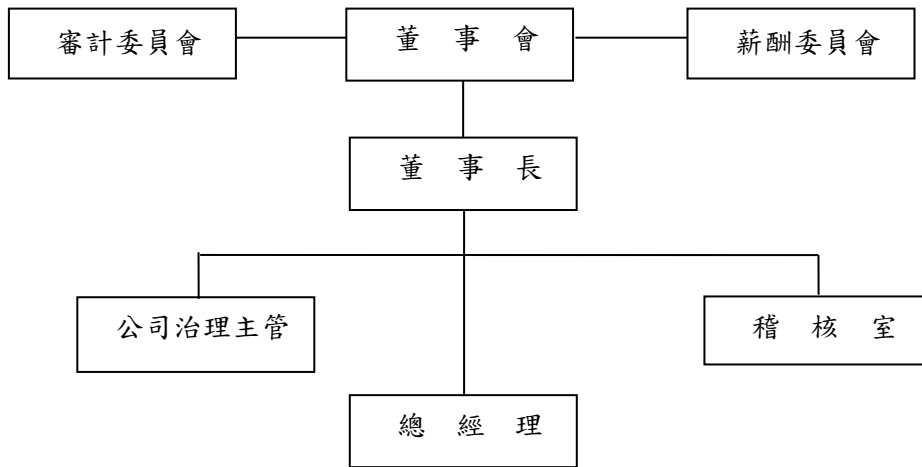 審計委員會
董 事 會
薪酬委員會
董 事 長
公司治理主管
稽 核 室
總 經 理